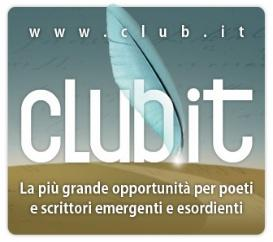 www.club.it
clubit
La più grande opportunità per poeti
e scrittori emergenti e esordienti